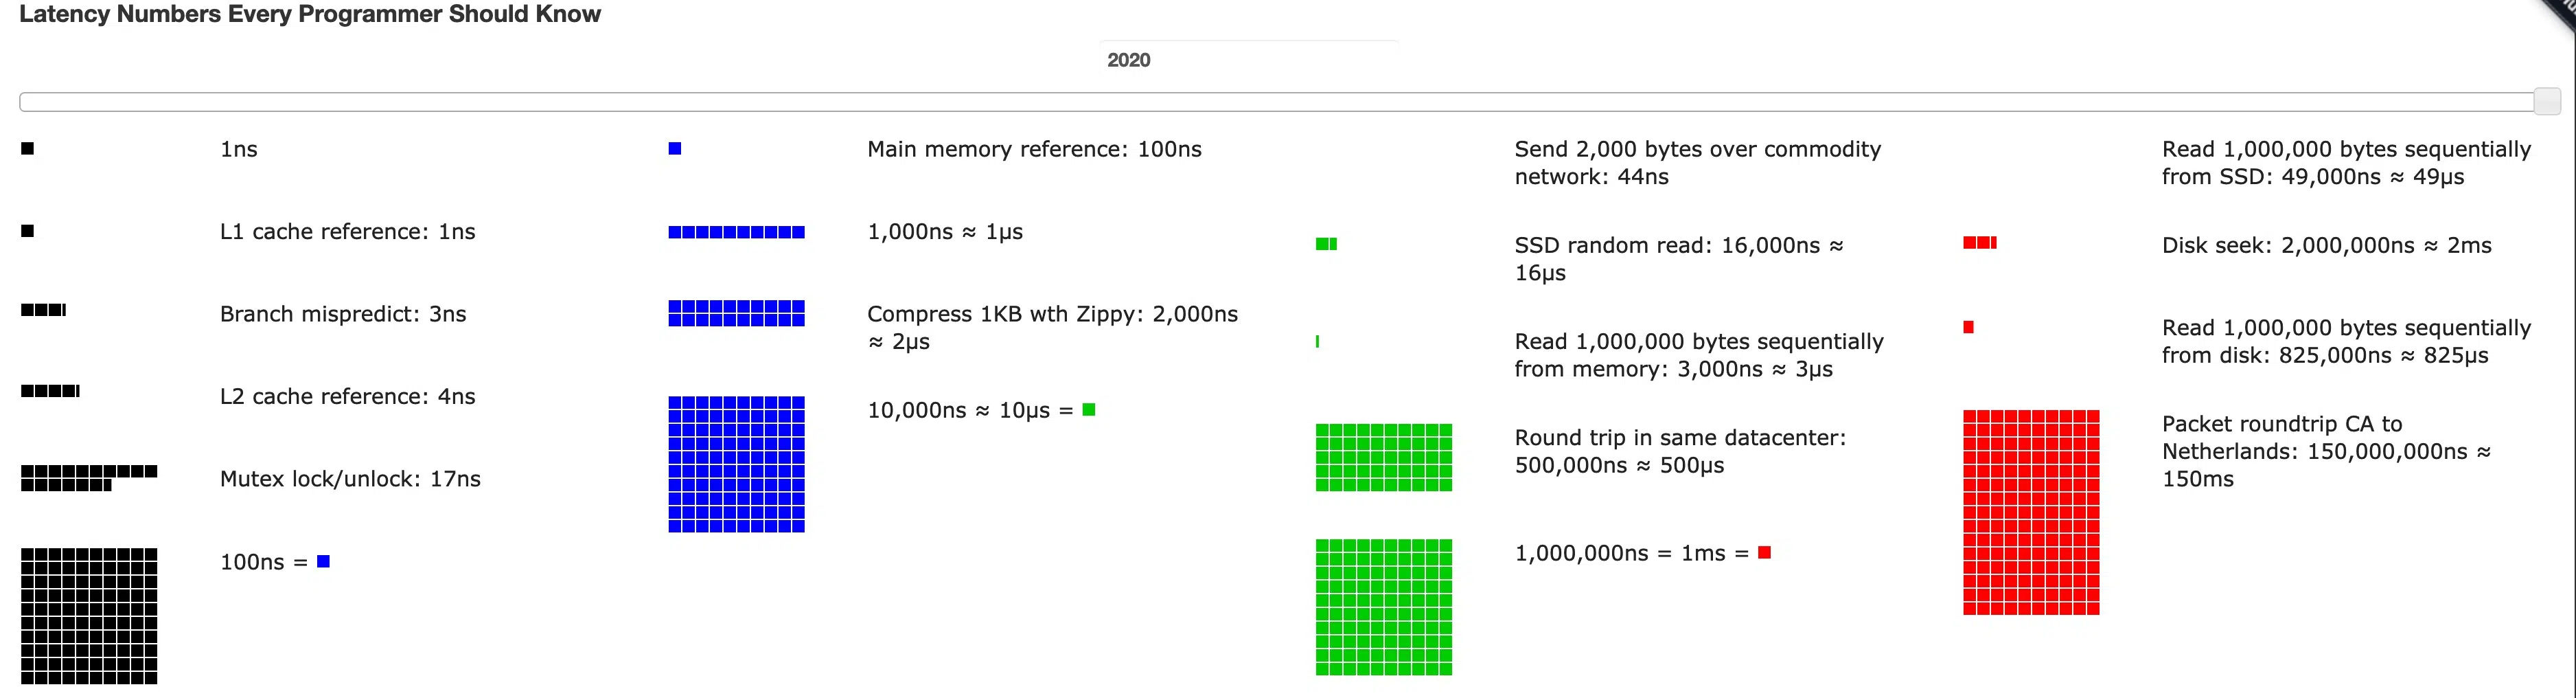 Latency Numbers Every Programmer Should Know
2020
1ns
L1 cache reference: 1ns
Branch mispredict: 3ns
L2 cache reference: 4ns
Mutex lock/unlock: 17ns
100ns =
Main memory reference: 100ns
1,000ns ≈ 1μs
Compress 1KB wth Zippy: 2,000ns
≈ 2μs
10,000ns ≈ 10μs =
Send 2,000 bytes over commodity
network: 44ns
SSD random read: 16,000ns ≈
16μs
Read 1,000,000 bytes sequentially
from memory: 3,000ns ≈ 3μs
Round trip in same datacenter:
500,000ns ≈ 500μs
1,000,000ns = 1ms =
Read 1,000,000 bytes sequentially
from SSD: 49,000ns ≈ 49μs
Disk seek: 2,000,000ns ≈ 2ms
Read 1,000,000 bytes sequentially
from disk: 825,000ns ≈ 825μs
Packet roundtrip CA to
Netherlands: 150,000,000ns ≈
150ms